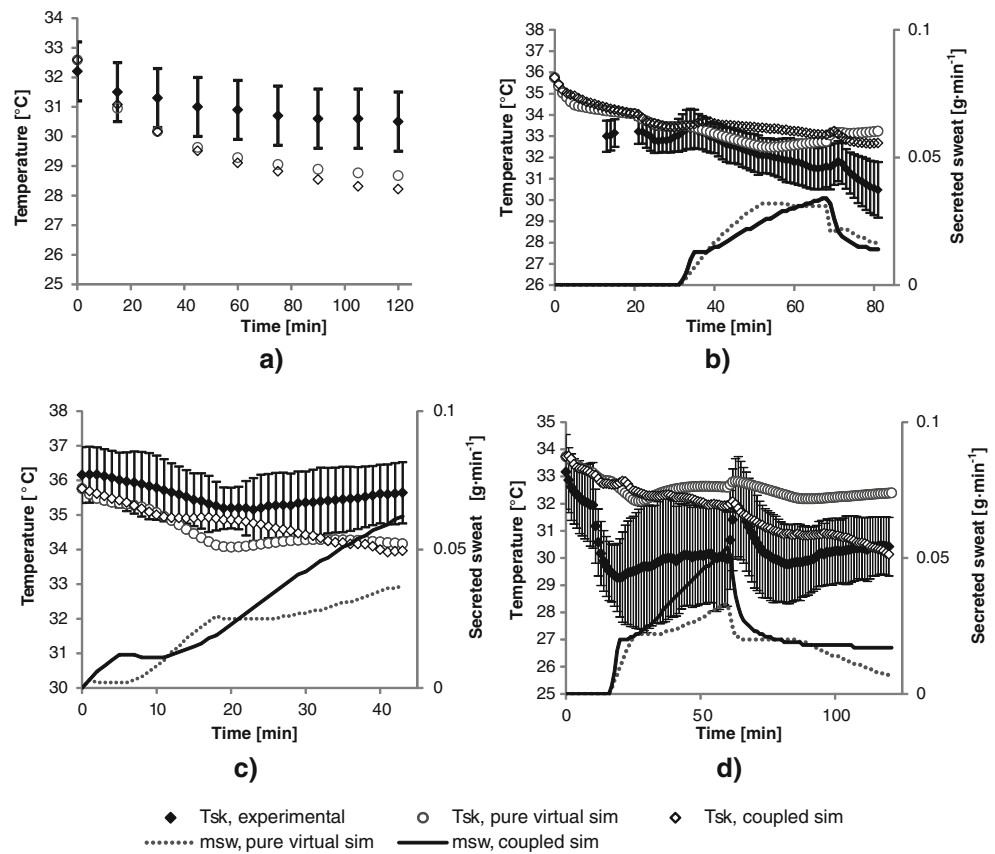 34
33
32
31
30
29
28
27
26
25
Temperature [°C]
0 20 40 60 80 100 120
Time [min]
a)
38
37
36
35
34
33
32
31
30
29
28
27
26
Temperature [°C]
0.1
0.05
0
Secreted sweat [g·min⁻¹]
0 20 40 60 80
Time [min]
b)
38
37
36
35
34
33
32
31
30
Temperature [°C]
0.1
0.05
0
Secreted sweat [g·min⁻¹]
0 10 20 30 40
Time [min]
c)
35
34
33
32
31
30
29
28
27
26
25
Temperature [°C]
0.1
0.05
0
Secreted sweat [g·min⁻¹]
0 50 100
Time [min]
d)
Tsk, experimental Tsk, pure virtual sim Tsk, coupled sim
msw, pure virtual sim msw, coupled sim